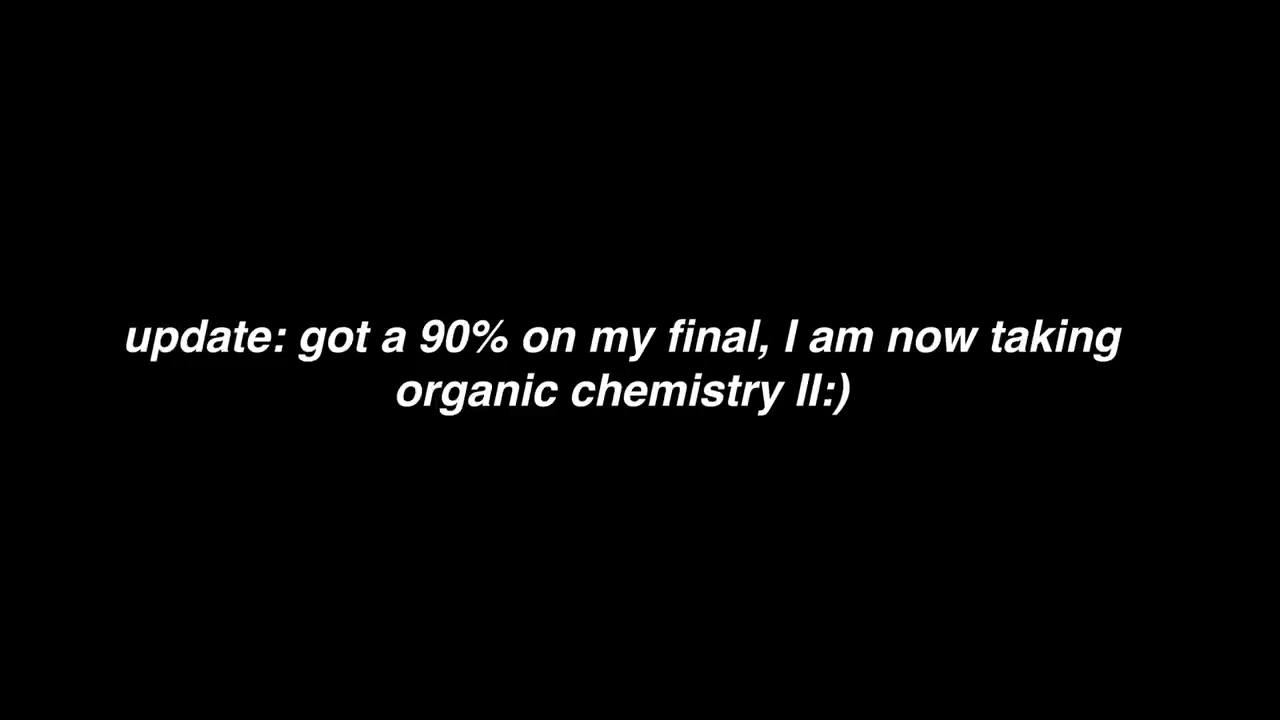 update: got a 90% on my final, I am now taking
organic chemistry II:)